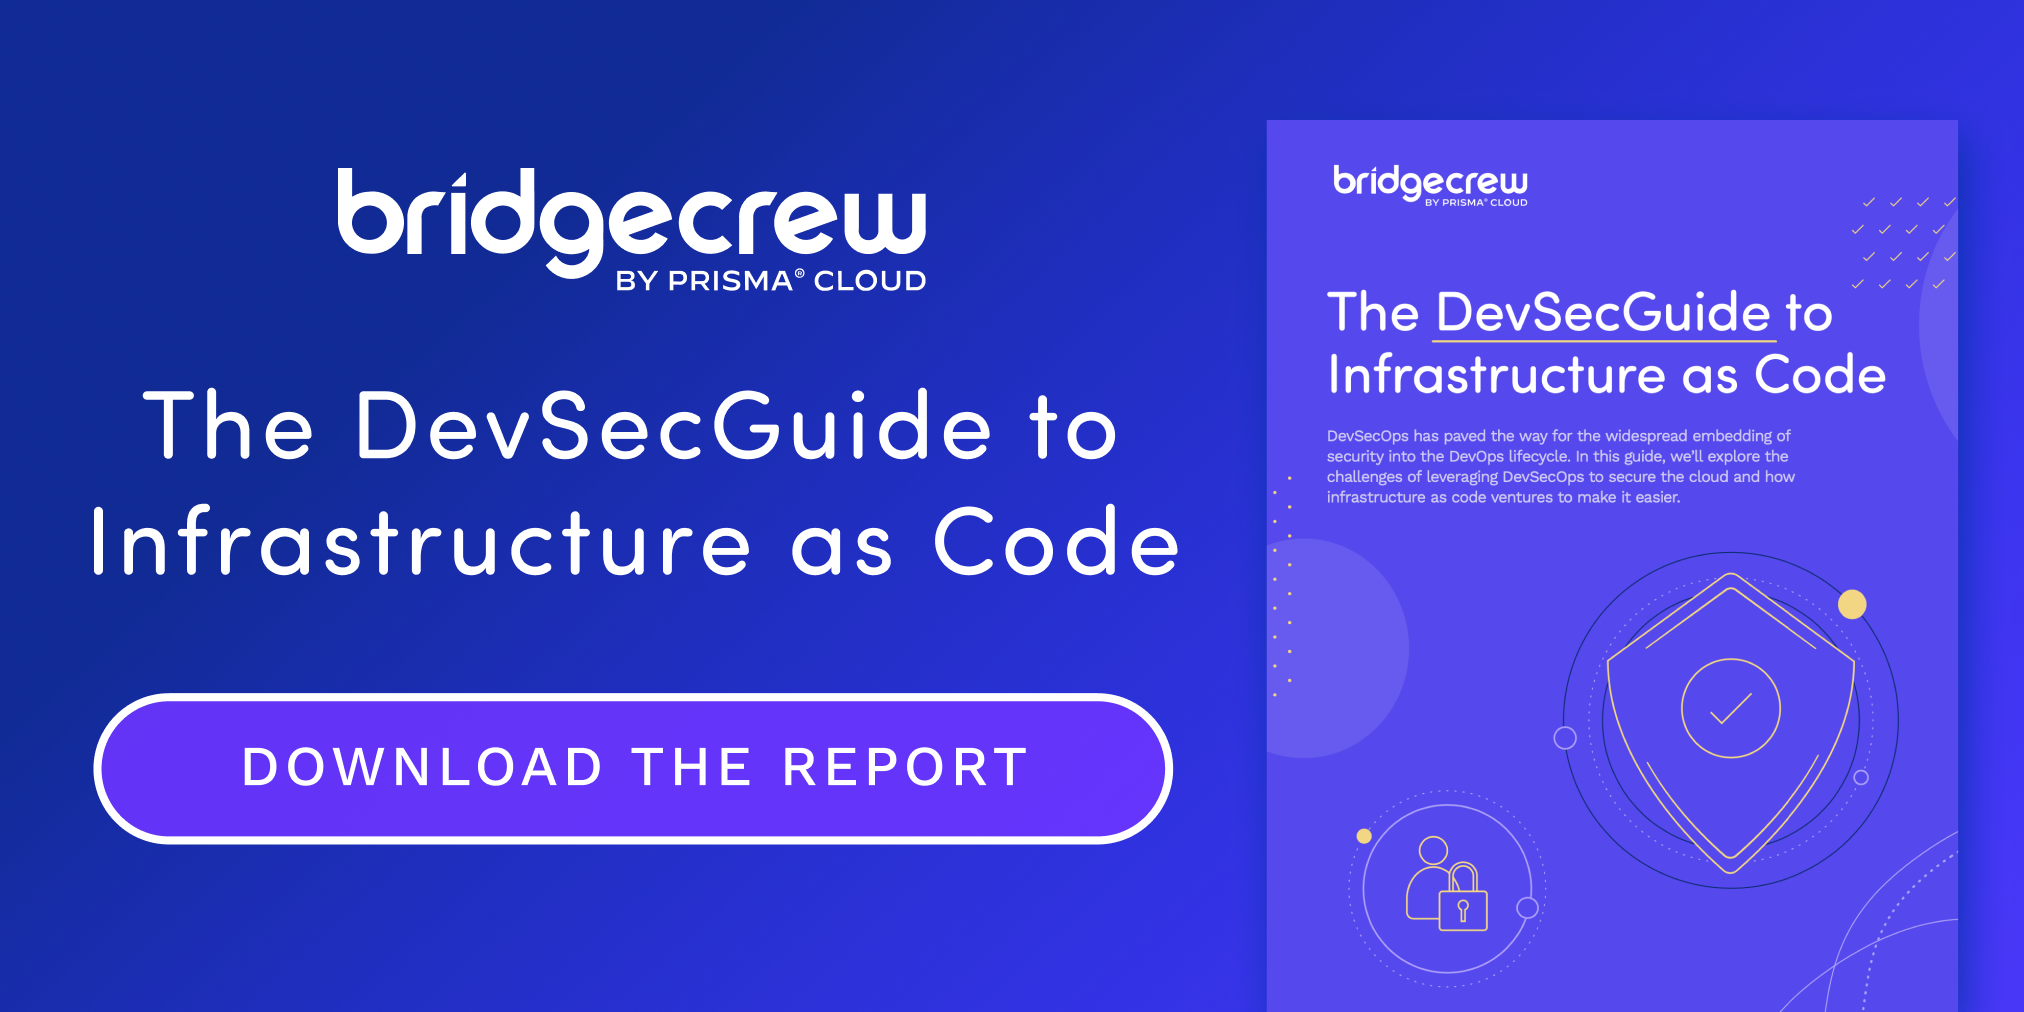 bridgecrew
BY PRISMA® CLOUD
The DevSecGuide to
Infrastructure as Code
DOWNLOAD THE REPORT
bridgecrew
BY PRISMA® CLOUD
The DevSecGuide to
Infrastructure as Code
DevSecOps has paved the way for the widespread embedding of
security into the DevOps lifecycle. In this guide, we'll explore the
challenges of leveraging DevSecOps to secure the cloud and how
infrastructure as code ventures to make it easier.